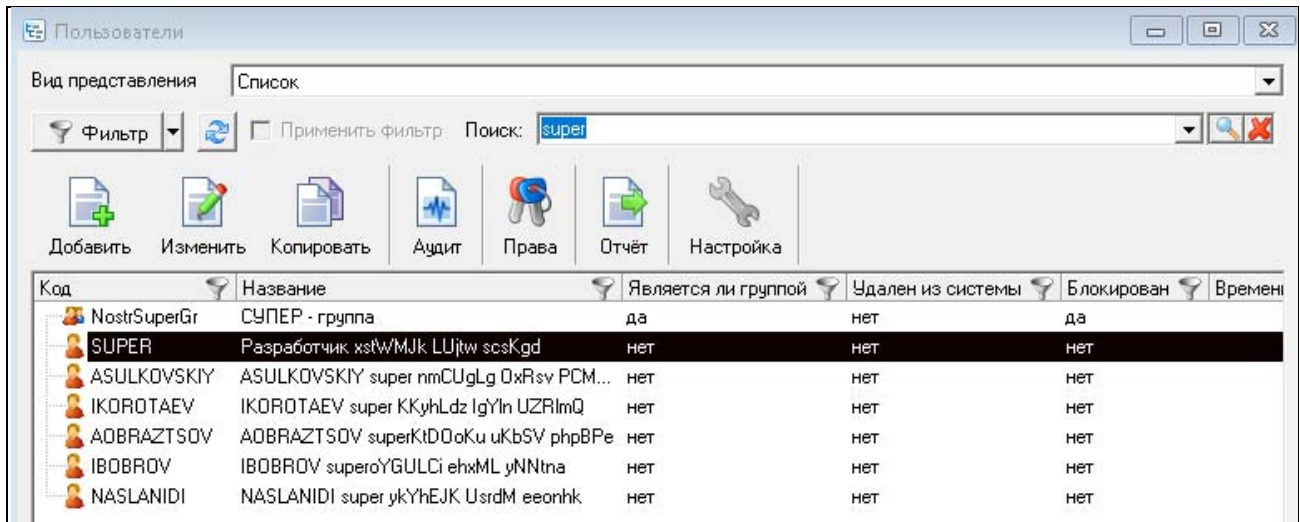 Пользователи
Вид представления Список
Фильтр Применить фильтр Поиск: super
Добавить Изменить Копировать Аудит Права Отчёт Настройка
Код Название Является ли группой Удален из системы Блокирован Времен
NostrSuperGr СУПЕР - группа да нет да
SUPER Разработчик xstWMJk LUjtw scsKgd нет нет нет
ASULKOVSKIY ASULKOVSKIY super nmCUgLg OxRsv PCM... нет нет нет
IKOROTAEV IKOROTAEV super KKyhLdz IgYln UZRlmQ нет нет нет
AOBRAZTSOV AOBRAZTSOV superKtDOoKu uKbSV phpBPe нет нет нет
IBOBROV IBOBROV superoYGULCi ehxML yNNtna нет нет нет
NASLANIDI NASLANIDI super ykYhEJK UsrdM eeonhk нет нет нет